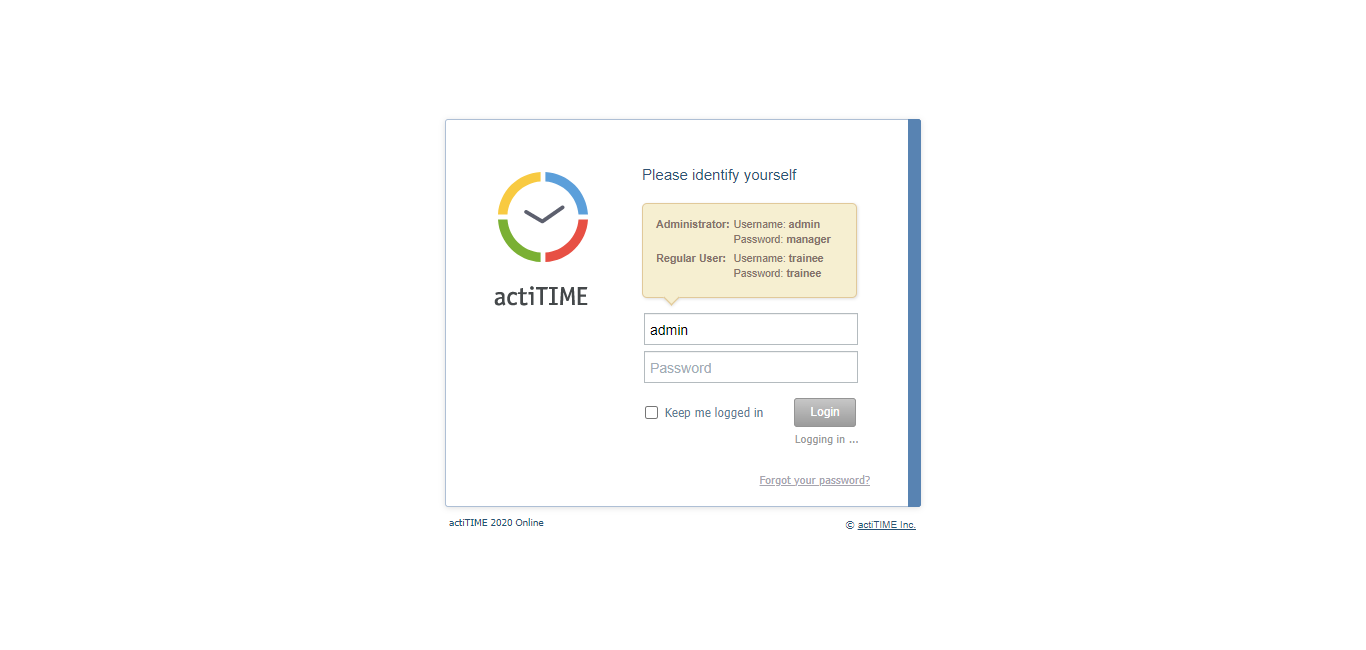 Please identify yourself
Administrator: Username: admin
Password: manager
Regular User: Username: trainee
Password: trainee
actiTIME
admin
Password
Keep me logged in Login
Logging in ...
Forgot your password?
actiTIME 2020 Online © actiTIME Inc.